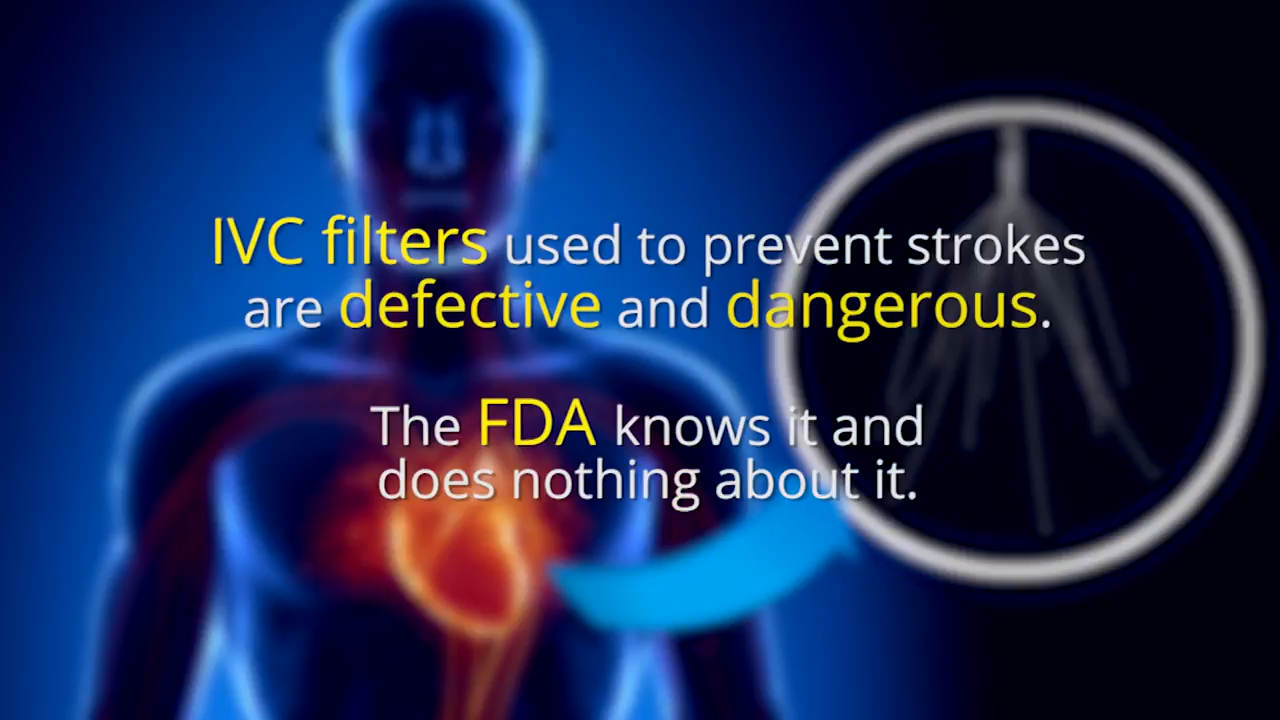 IVC filters used to prevent strokes
are defective and dangerous.
The FDA knows it and
does nothing about it.